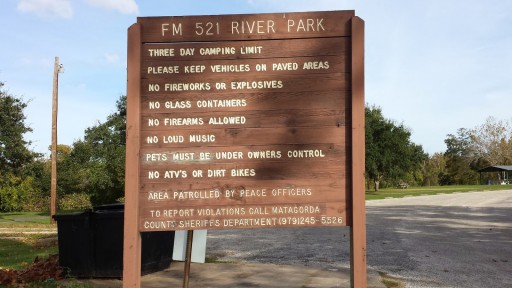 FM 521 RIVER PARK
THREE DAY CAMPING LIMIT
PLEASE KEEP VEHICLES ON PAVED AREAS
NO FIREWORKS OR EXPLOSIVES
NO GLASS CONTAINERS
NO FIREARMS ALLOWED
NO LOUD MUSIC
PETS MUST BE UNDER OWNERS CONTROL
NO ATV'S OR DIRT BIKES
AREA PATROLLED BY PEACE OFFICERS
TO REPORT VIOLATIONS CALL MATAGORDA
COUNTY SHERIFFS DEPARTMENT (979)245-5526